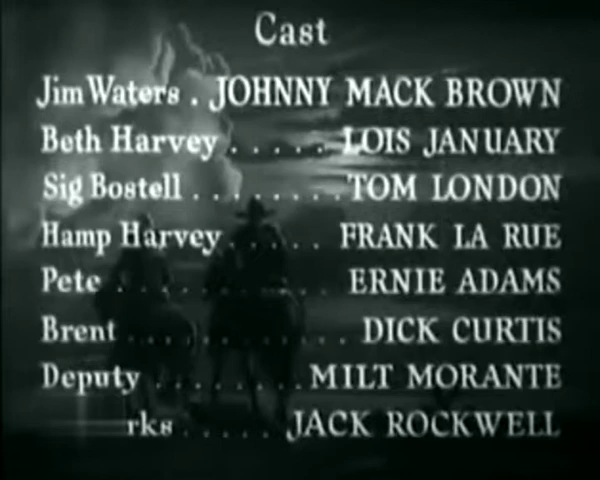 Cast
Jim Waters . JOHNNY MACK BROWN
Beth Harvey ..... LOIS JANUARY
Sig Bostell ........ TOM LONDON
Hamp Harvey ..... FRANK LA RUE
Pete ............ ERNIE ADAMS
Brent ............ DICK CURTIS
Deputy ........ MILT MORANTE
rks ..... JACK ROCKWELL